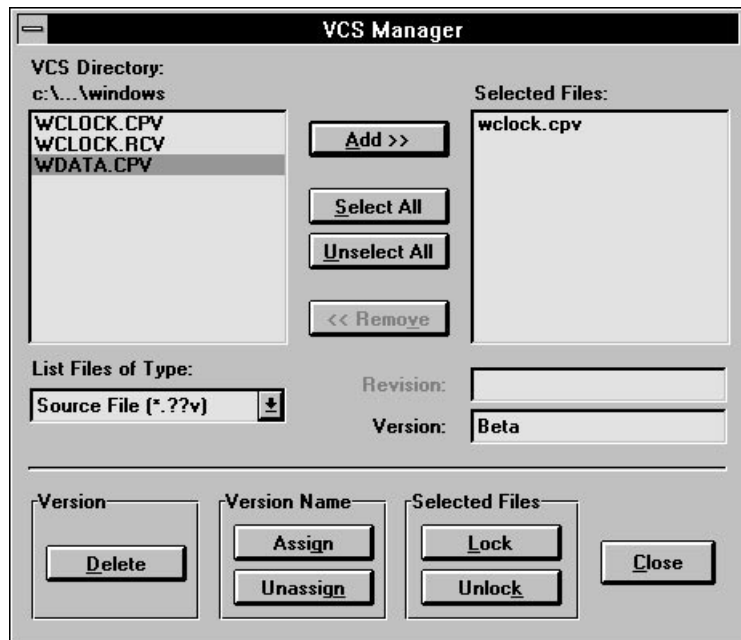 VCS Manager
VCS Directory:
c:\...\windows
WCLOCK.CPV
WCLOCK.RCV
WDATA.CPV
Add >>
Select All
Unselect All
<< Remove
Selected Files:
wclock.cpv
List Files of Type:
Source File (*.??v)
Revision:
Version:
Beta
Version
Delete
Version Name
Assign
Unassign
Selected Files
Lock
Unlock
Close